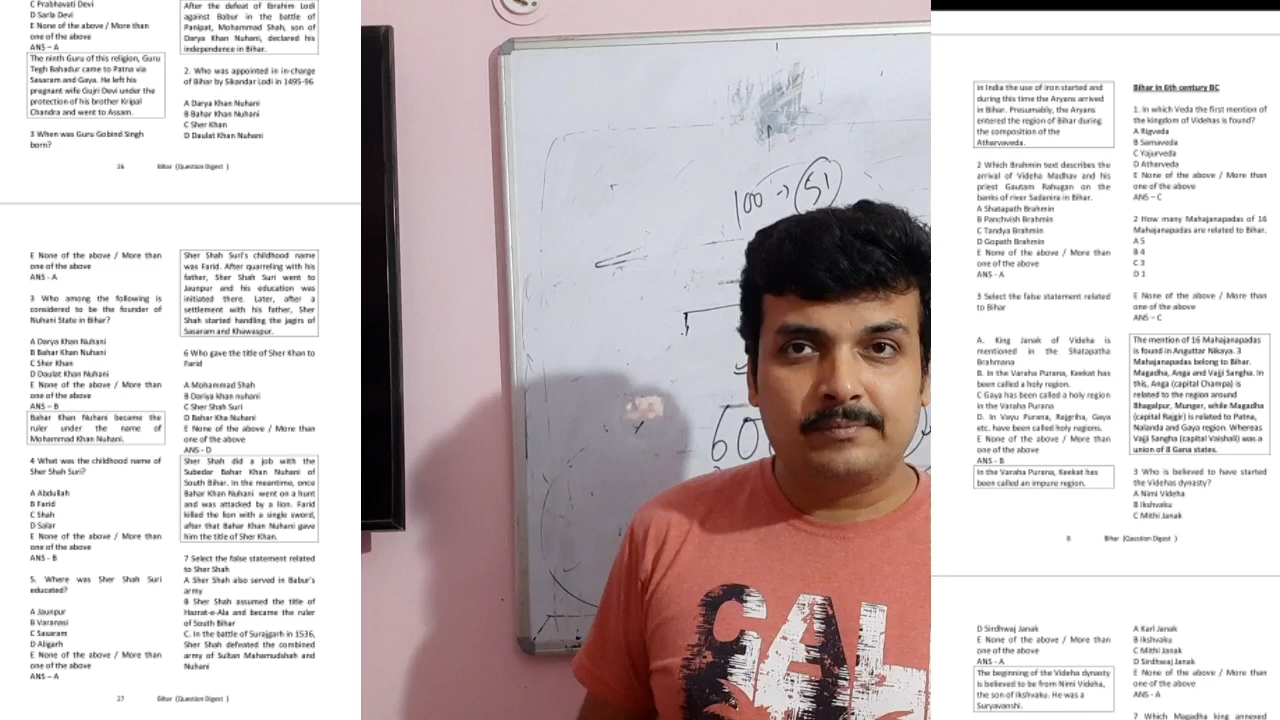 C Prabhavati Devi
D Sarla Devi
E None of the above / More than
one of the above
ANS – A
The ninth Guru of this religion, Guru
Tegh Bahadur came to Patna via
Sasaram and Gaya. He left his
pregnant wife Gujri Devi under the
protection of his brother Kripal
Chandra and went to Assam.
3 When was Guru Gobind Singh
born?
After the defeat of Ibrahim Lodi
against Babur in the battle of
Panipat, Mohammad Shah, son of
Darya Khan Nuhani, declared his
independence in Bihar.
2. Who was appointed in in-charge
of Bihar by Sikandar Lodi in 1495-96
A Darya Khan Nuhani
B Bahar Khan Nuhani
C Sher Khan
D Daulat Khan Nuhani
26 Bihar (Question Digest )
E None of the above / More than
one of the above
ANS - A
3 Who among the following is
considered to be the founder of
Nuhani State in Bihar?
A Darya Khan Nuhani
B Bahar Khan Nuhani
C Sher Khan
D Daulat Khan Nuhani
E None of the above / More than
one of the above
ANS – B
Bahar Khan Nuhani became the
ruler under the name of
Mohammad Khan Nuhani.
4 What was the childhood name of
Sher Shah Suri?
A Abdullah
B Farid
C Shah
D Salar
E None of the above / More than
one of the above
ANS - B
5. Where was Sher Shah Suri
educated?
A Jaunpur
B Varanasi
C Sasaram
D Aligarh
E None of the above / More than
one of the above
ANS – A
Sher Shah Suri's childhood name
was Farid. After quarreling with his
father, Sher Shah Suri went to
Jaunpur and his education was
initiated there. Later, after a
settlement with his father, Sher
Shah started handling the jagirs of
Sasaram and Khawaspur.
6 Who gave the title of Sher Khan to
Farid
A Mohammad Shah
B Dariya khan nuhani
C Sher Shah Suri
D Bahar Kha Nuhani
E None of the above / More than
one of the above
ANS - D
Sher Shah did a job with the
Subedar Bahar Khan Nuhani of
South Bihar. In the meantime, once
Bahar Khan Nuhani went on a hunt
and was attacked by a lion. Farid
killed the lion with a single sword,
after that Bahar Khan Nuhani gave
him the title of Sher Khan.
7 Select the false statement related
to Sher Shah
A Sher Shah also served in Babur's
army
B Sher Shah assumed the title of
Hazrat-e-Ala and became the ruler
of South Bihar
C. In the battle of Surajgarh in 1536,
Sher Shah defeated the combined
army of Sultan Mahamudshah and
Nuhani
27 Bihar (Question Digest )
100 → 51
60
GAL
in India the use of iron started and
during this time the Aryans arrived
in Bihar. Presumably, the Aryans
entered the region of Bihar during
the composition of the
Atharvaveda.
2 Which Brahmin text describes the
arrival of Videha Madhav and his
priest Gautam Rahugan on the
banks of river Sadanira in Bihar.
A Shatapath Brahmin
B Panchvish Brahmin
C Tandya Brahmin
D Gopath Brahmin
E None of the above / More than
one of the above
ANS - A
3 Select the false statement related
to Bihar
A. King Janak of Videha is
mentioned in the Shatapatha
Brahmana
B. In the Varaha Purana, Keekat has
been called a holy region.
C Gaya has been called a holy region
in the Varaha Purana
D. In Vayu Purana, Rajgriha, Gaya
etc. have been called holy regions.
E None of the above / More than
one of the above
ANS - B
In the Varaha Purana, Keekat has
been called an impure region.
Bihar in 6th century BC
1. In which Veda the first mention of
the kingdom of Videhas is found?
A Rigveda
B Samaveda
C Yajurveda
D Atharveda
E None of the above / More than
one of the above
ANS – C
2 How many Mahajanapadas of 16
Mahajanapadas are related to Bihar.
A 5
B 4
C 3
D 1
E None of the above / More than
one of the above
ANS – C
The mention of 16 Mahajanapadas
is found in Anguttar Nikaya. 3
Mahajanapadas belong to Bihar.
Magadha, Anga and Vajji Sangha. In
this, Anga (capital Champa) is
related to the region around
Bhagalpur, Munger, while Magadha
(capital Rajgir) is related to Patna,
Nalanda and Gaya region. Whereas
Vajji Sangha (capital Vaishali) was a
union of 8 Gana states.
3 Who is believed to have started
the Videhas dynasty?
A Nimi Videha
B Ikshvaku
C Mithi Janak
8 Bihar (Question Digest )
D Sirdhwaj Janak
E None of the above / More than
one of the above
ANS - A
The beginning of the Videha dynasty
is believed to be from Nimi Videha,
the son of Ikshvaku. He was a
Suryavanshi.
A Karl Janak
B Ikshvaku
C Mithi Janak
D Sirdhwaj Janak
E None of the above / More than
one of the above
ANS - A
7 Which Magadha king annexed